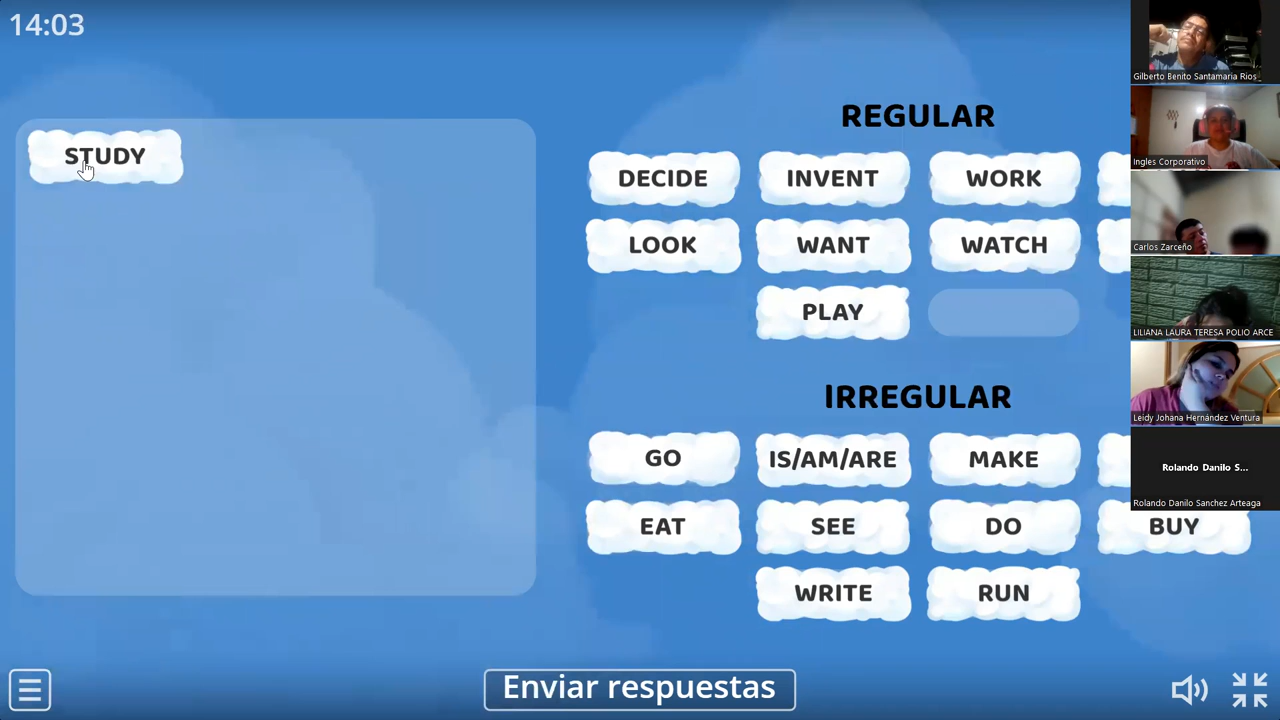 14:03
STUDY
REGULAR
DECIDE INVENT WORK
LOOK WANT WATCH
PLAY
IRREGULAR
GO IS/AM/ARE MAKE
EAT SEE DO BUY
WRITE RUN
Enviar respuestas
Gilberto Benito Santamaria Rios
Ingles Corporativo
Carlos Zarceño
LILIANA LAURA TERESA POLIO ARCE
Leidy Johana Hernández Ventura
Rolando Danilo S...
Rolando Danilo Sanchez Arteaga